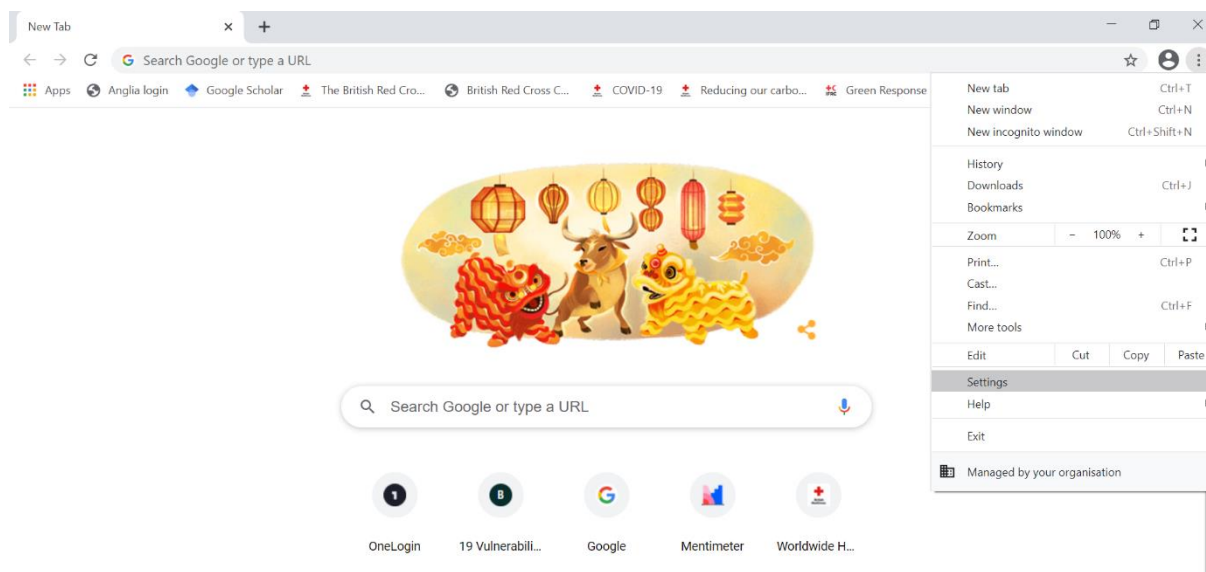 New Tab
Search Google or type a URL
Apps Anglia login Google Scholar The British Red Cro... British Red Cross C... COVID-19 Reducing our carbo... IFRC Green Response
New tab Ctrl+T
New window Ctrl+N
New incognito window Ctrl+Shift+N
History
Downloads Ctrl+J
Bookmarks
Zoom - 100% +
Print... Ctrl+P
Cast...
Find... Ctrl+F
More tools
Edit Cut Copy Paste
Settings
Help
Exit
Managed by your organisation
Search Google or type a URL
1 B
OneLogin 19 Vulnerabili... Google Mentimeter Worldwide H...